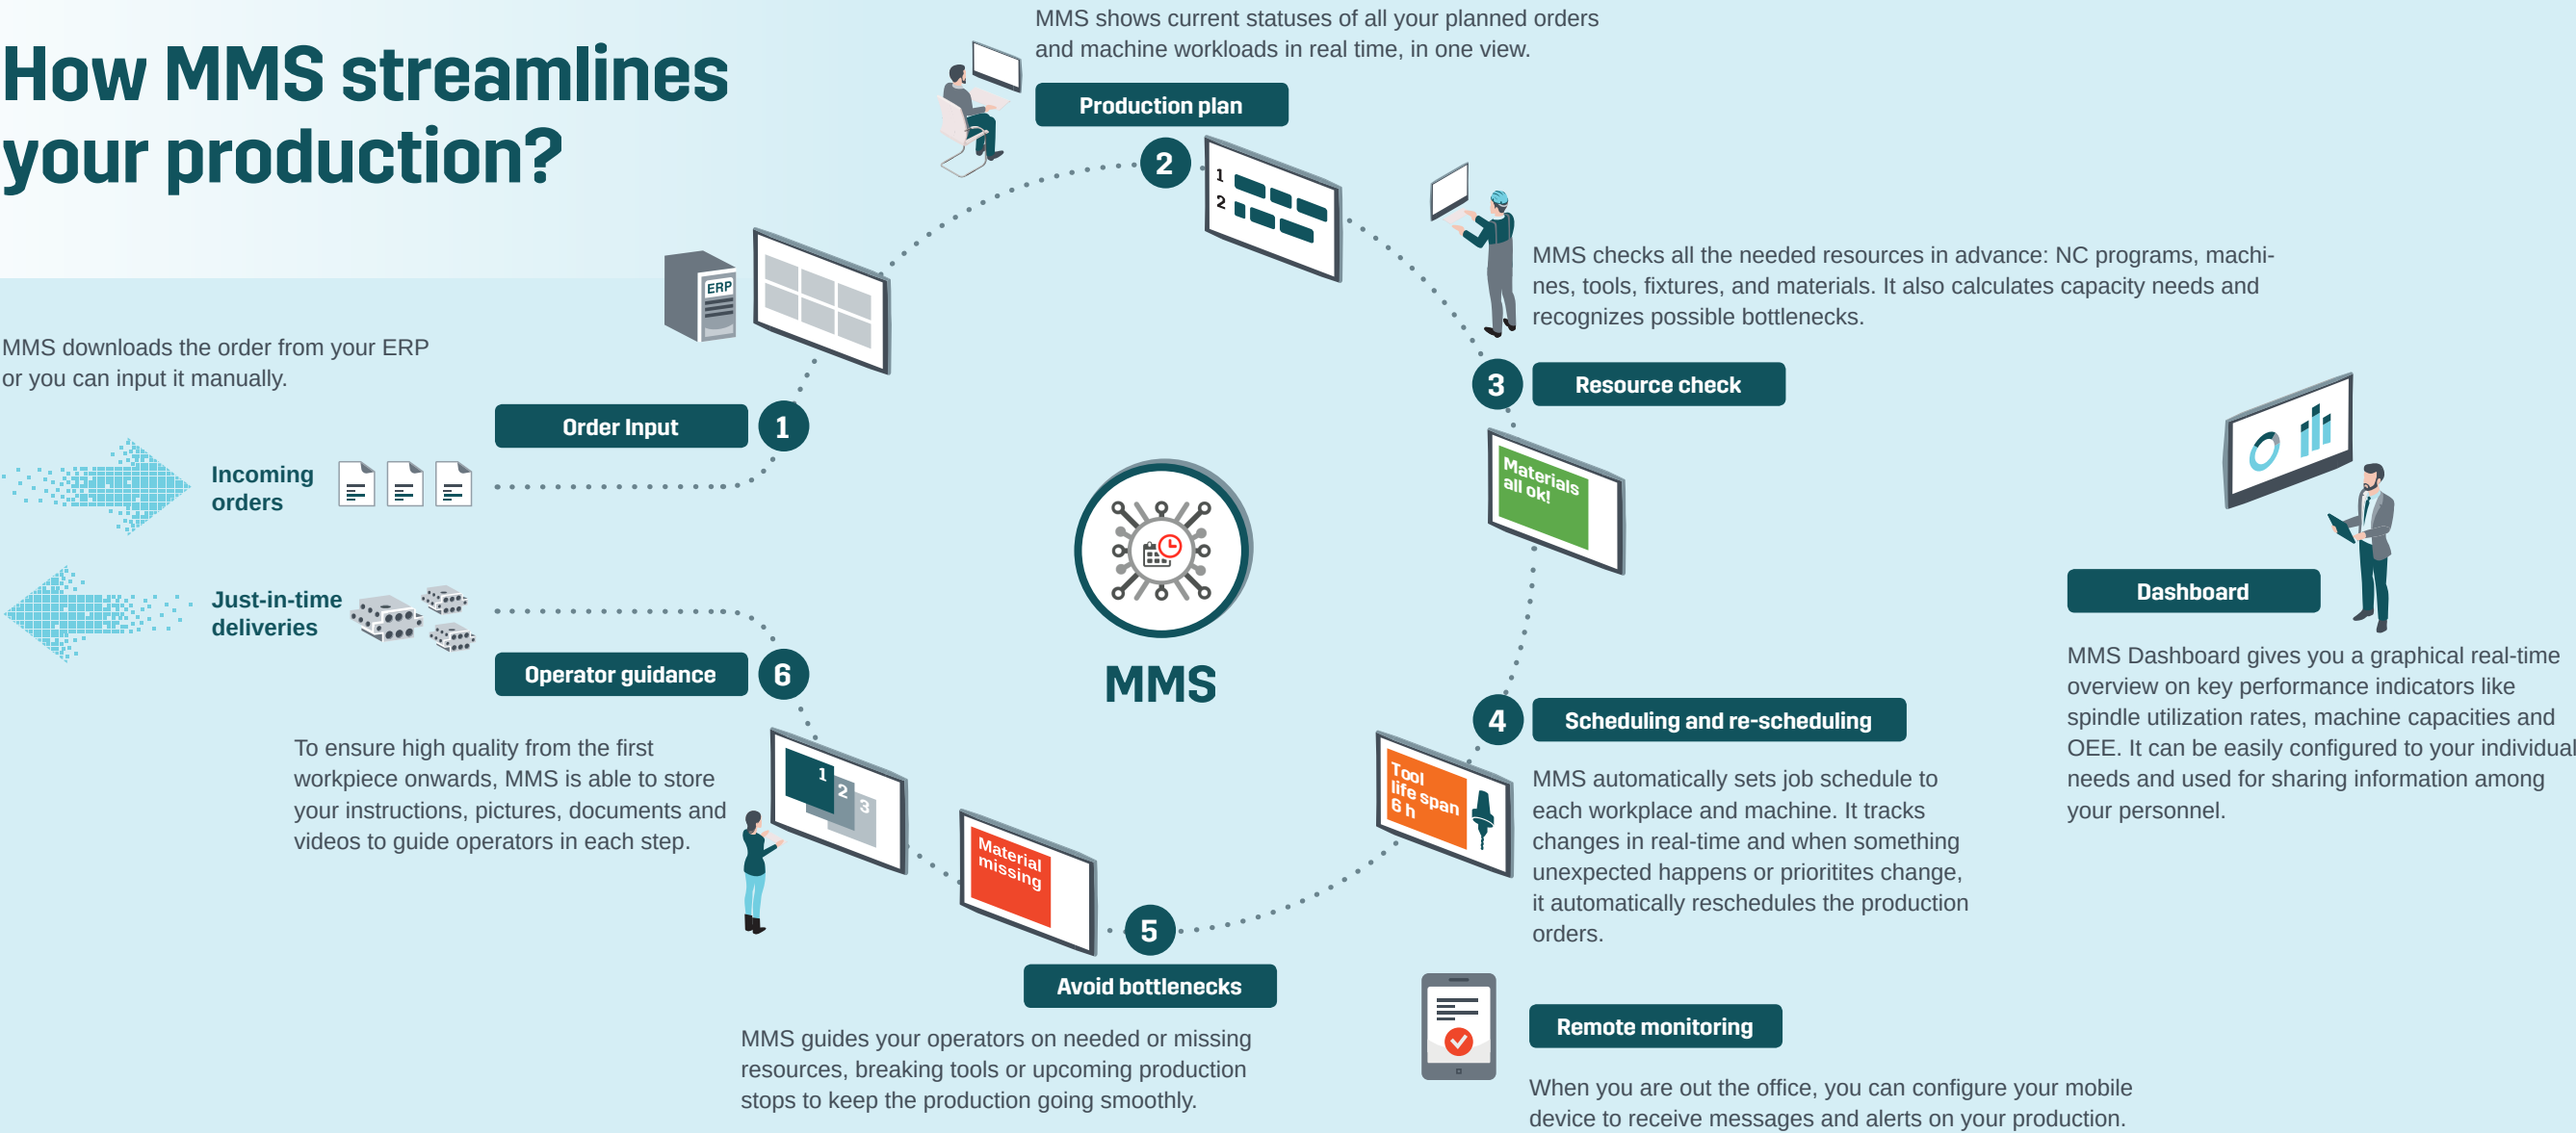 How MMS streamlines
your production?
MMS shows current statuses of all your planned orders
and machine workloads in real time, in one view.
Production plan
2
1
2
ERP
MMS downloads the order from your ERP
or you can input it manually.
Order Input
1
Incoming
orders
MMS checks all the needed resources in advance: NC programs, machi-
nes, tools, fixtures, and materials. It also calculates capacity needs and
recognizes possible bottlenecks.
3
Resource check
Materials
all ok!
MMS
4
Scheduling and re-scheduling
Tool
life span
6 h
MMS automatically sets job schedule to
each workplace and machine. It tracks
changes in real-time and when something
unexpected happens or prioritites change,
it automatically reschedules the production
orders.
5
Avoid bottlenecks
Material
missing
MMS guides your operators on needed or missing
resources, breaking tools or upcoming production
stops to keep the production going smoothly.
Just-in-time
deliveries
Operator guidance
6
1
2
3
To ensure high quality from the first
workpiece onwards, MMS is able to store
your instructions, pictures, documents and
videos to guide operators in each step.
Dashboard
MMS Dashboard gives you a graphical real-time
overview on key performance indicators like
spindle utilization rates, machine capacities and
OEE. It can be easily configured to your individual
needs and used for sharing information among
your personnel.
Remote monitoring
When you are out the office, you can configure your mobile
device to receive messages and alerts on your production.